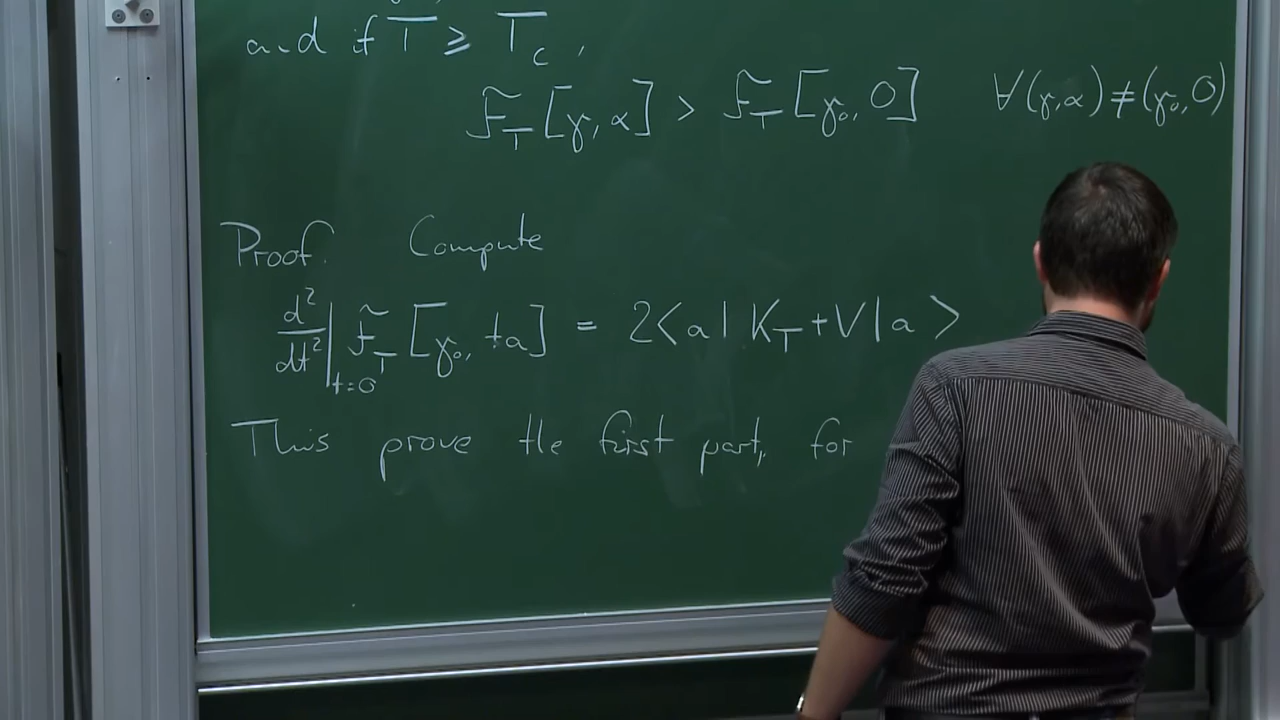 and if T ≥ T_c,
F̃_T[γ, α] > F̃_T[γ₀, 0] ∀(γ,α) ≠ (γ₀, 0)
Proof. Compute
d²/dt²|_{t=0} F̃_T[γ₀, ta] = 2<a| K_T + V |a>
This prove the first part, for